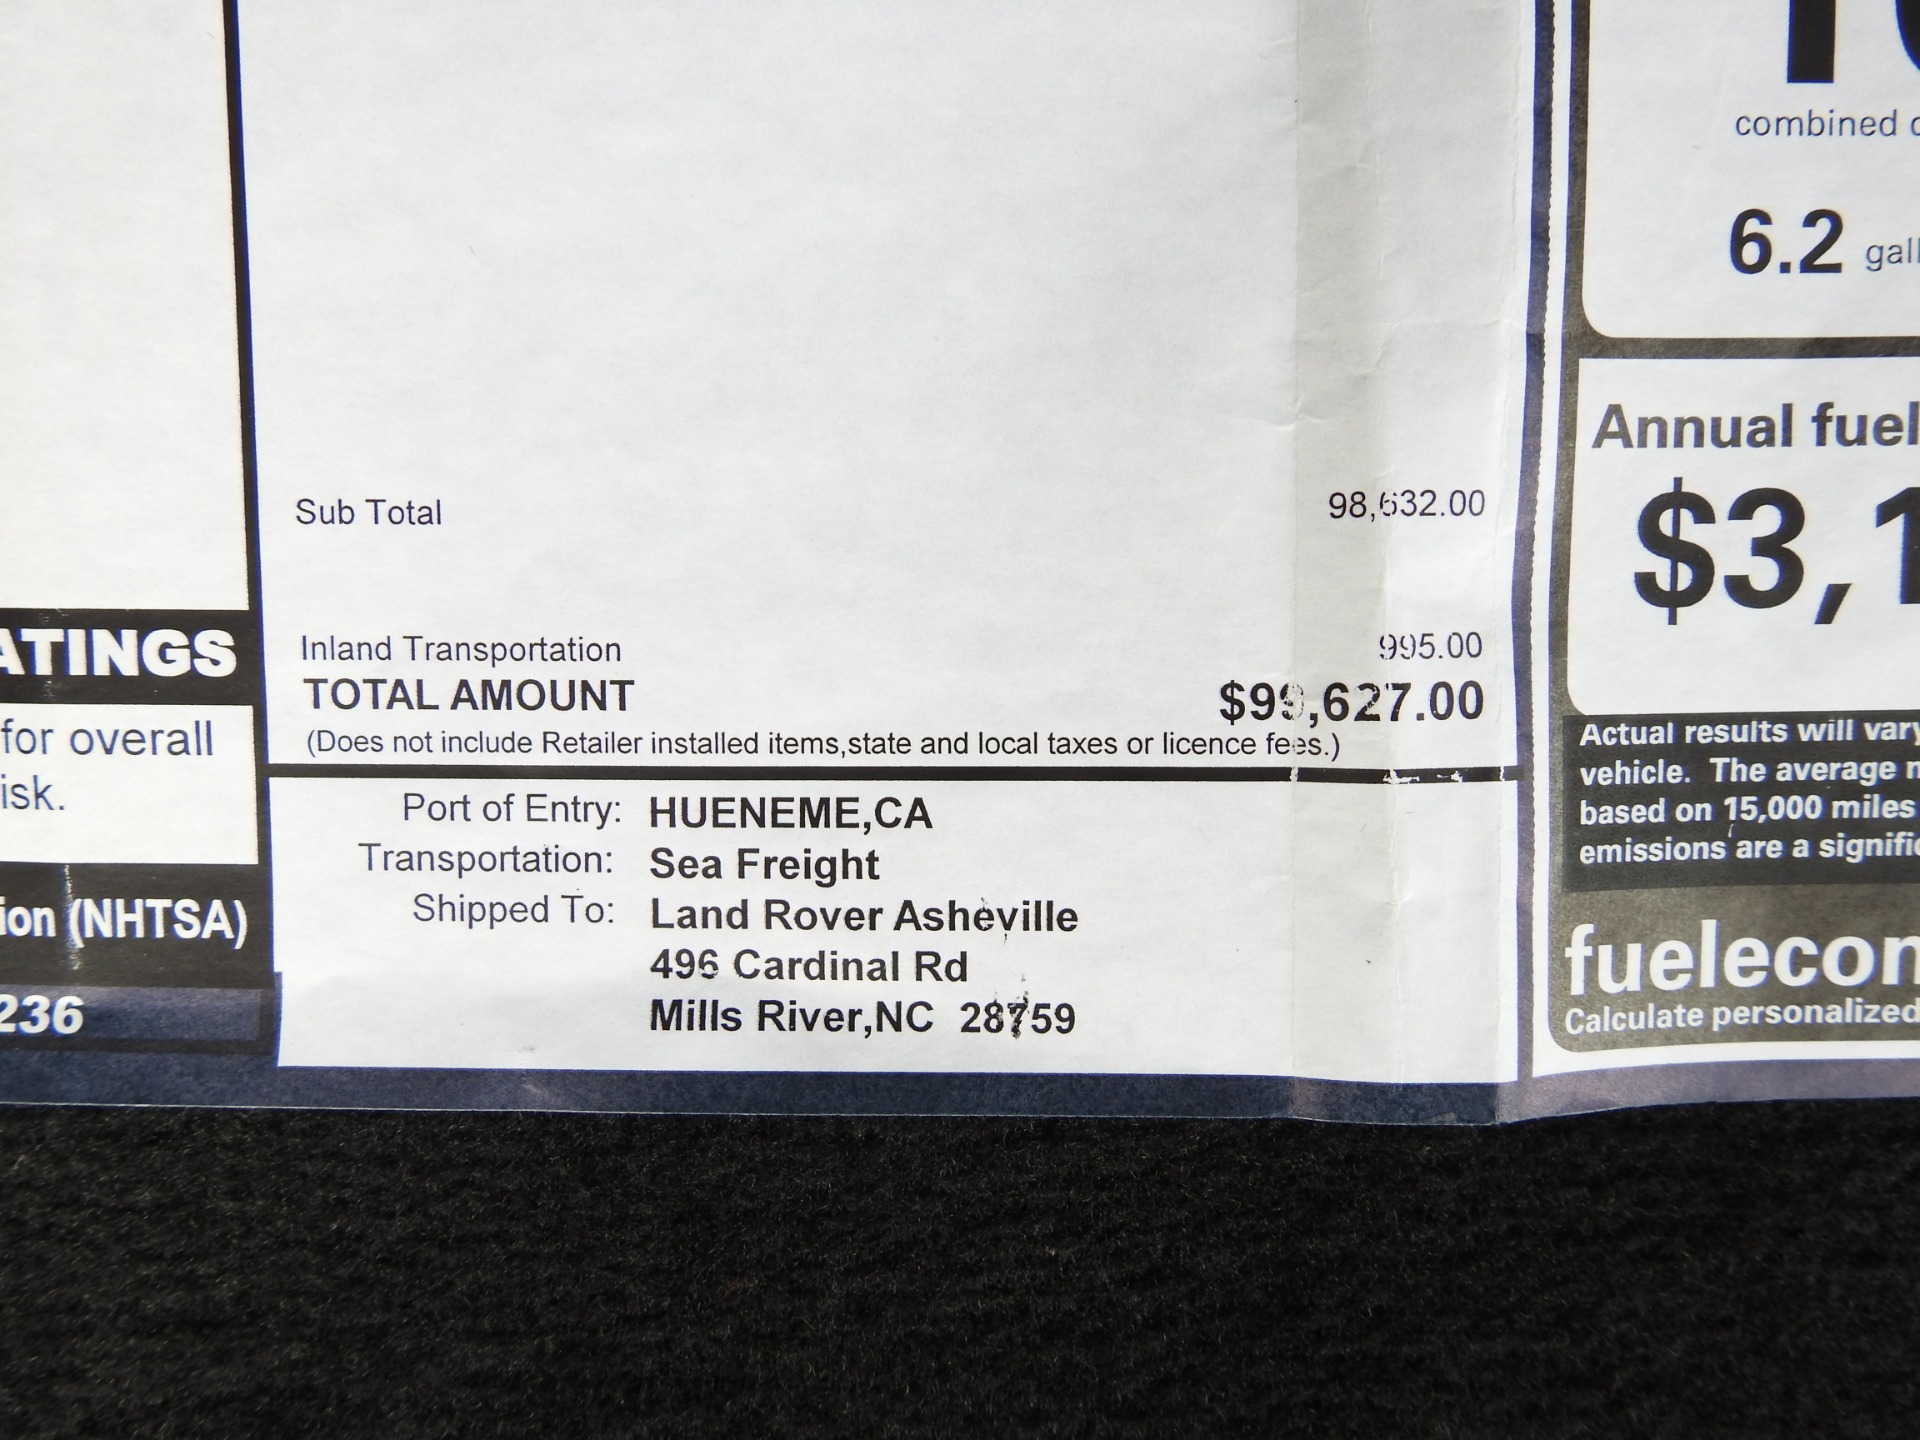 Sub Total 98,632.00
Inland Transportation 995.00
TOTAL AMOUNT $99,627.00
(Does not include Retailer installed items,state and local taxes or licence fees.)
Port of Entry: HUENEME,CA
Transportation: Sea Freight
Shipped To: Land Rover Asheville
496 Cardinal Rd
Mills River,NC 28759
ATINGS
for overall
isk.
ion (NHTSA)
236
combined
6.2 gall
Annual fuel
$3,1
Actual results will vary
vehicle. The average
based on 15,000 miles
emissions are a signific
fuelecon
Calculate personalized